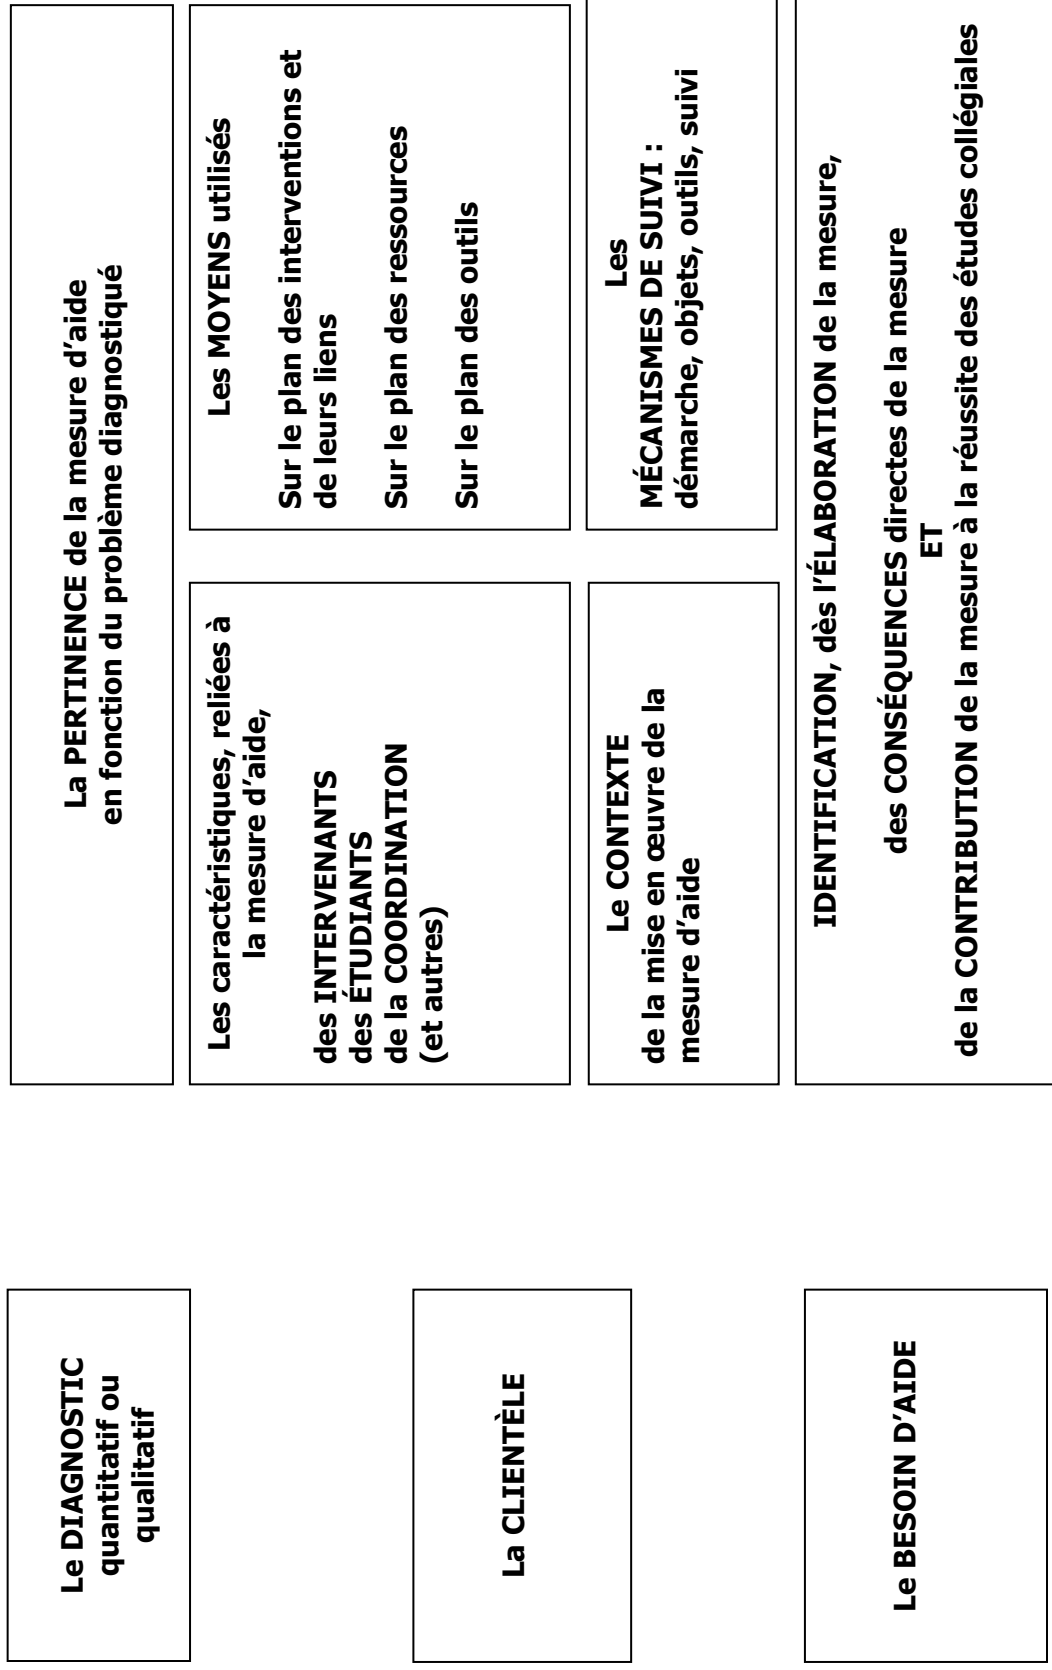 Le DIAGNOSTIC
quantitatif ou
qualitatif
La CLIENTÈLE
Le BESOIN D’AIDE
La PERTINENCE de la mesure d’aide
en fonction du problème diagnostiqué
Les caractéristiques, reliées à
la mesure d’aide,
des INTERVENANTS
des ÉTUDIANTS
de la COORDINATION
(et autres)
Les MOYENS utilisés
Sur le plan des interventions et
de leurs liens
Sur le plan des ressources
Sur le plan des outils
Le CONTEXTE
de la mise en œuvre de la
mesure d’aide
Les
MÉCANISMES DE SUIVI :
démarche, objets, outils, suivi
IDENTIFICATION, dès l’ÉLABORATION de la mesure,
des CONSÉQUENCES directes de la mesure
ET
de la CONTRIBUTION de la mesure à la réussite des études collégiales